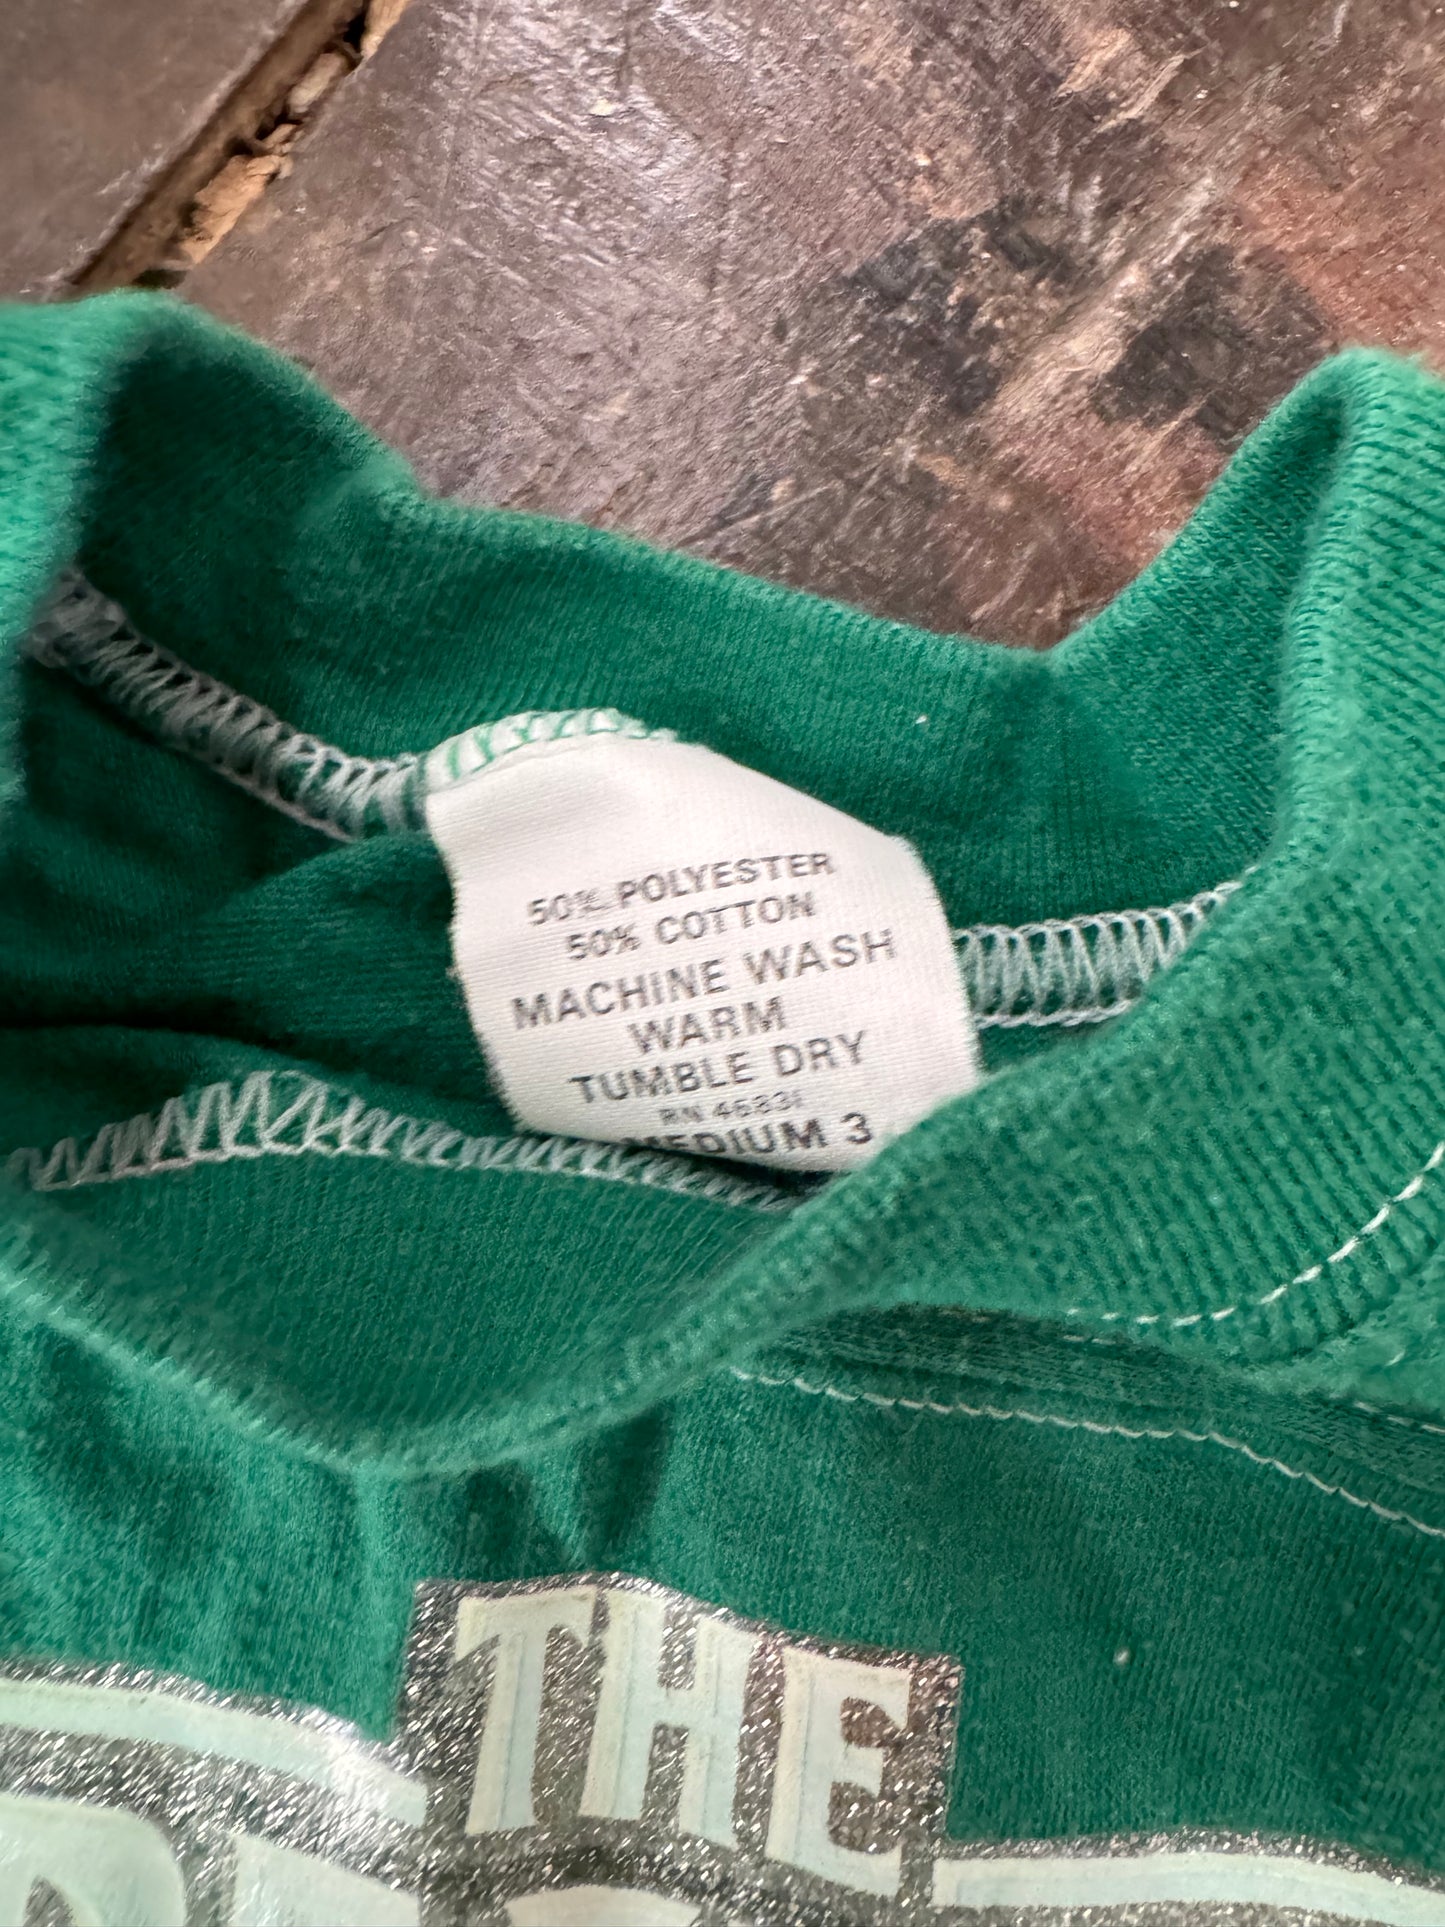 50% POLYESTER
50% COTTON
MACHINE WASH
WARM
TUMBLE DRY
MEDIUM 3
THE